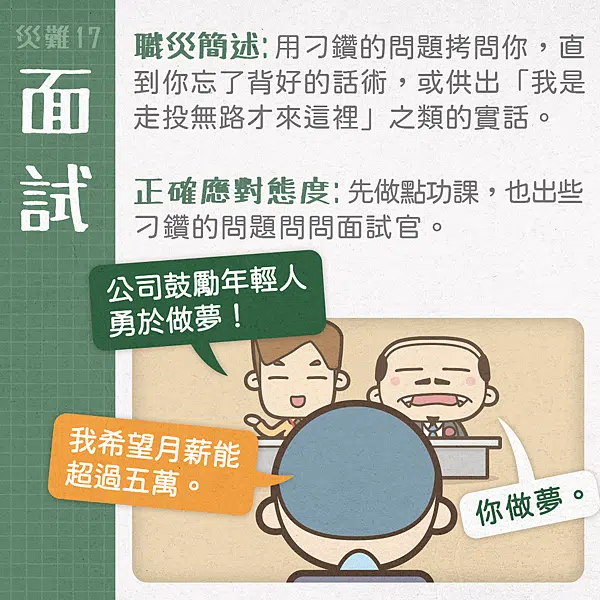 災難17
面試
職災簡述:用刁鑽的問題拷問你,直
到你忘了背好的話術,或供出「我是
走投無路才來這裡」之類的實話。
正確應對態度:先做點功課,也出些
刁鑽的問題問問面試官。
公司鼓勵年輕人
勇於做夢!
我希望月薪能
超過五萬。
你做夢。